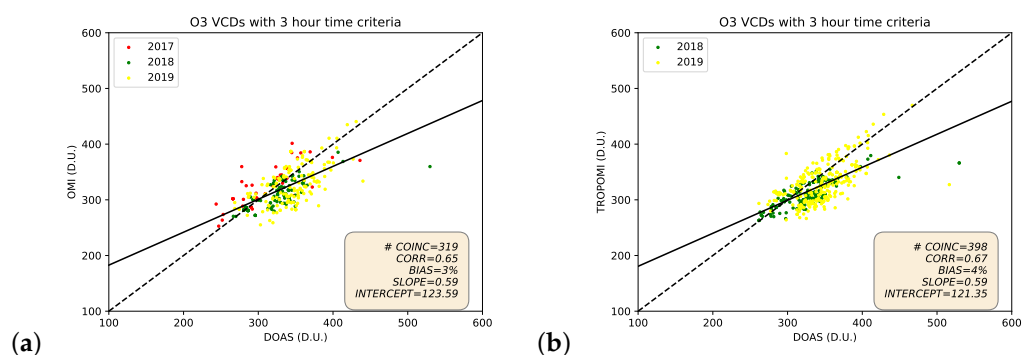 O3 VCDs with 3 hour time criteria
600
500
400
300
200
100
OMI (D.U.)
2017
2018
2019
# COINC=319
CORR=0.65
BIAS=3%
SLOPE=0.59
INTERCEPT=123.59
100 200 300 400 500 600
DOAS (D.U.)
(a)
O3 VCDs with 3 hour time criteria
600
500
400
300
200
100
TROPOMI (D.U.)
2018
2019
# COINC=398
CORR=0.67
BIAS=4%
SLOPE=0.59
INTERCEPT=121.35
100 200 300 400 500 600
DOAS (D.U.)
(b)